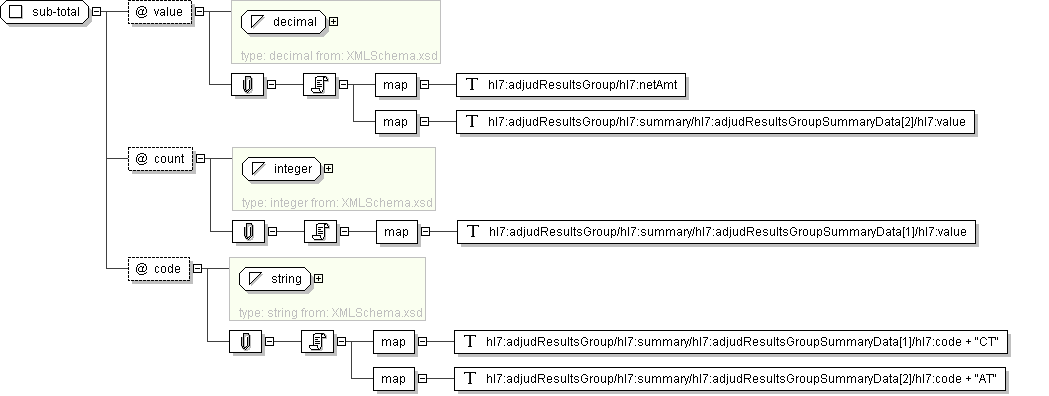 sub-total
@ value
decimal
type: decimal from: XMLSchema.xsd
map
T hl7:adjudResultsGroup/hl7:netAmt
map
T hl7:adjudResultsGroup/hl7:summary/hl7:adjudResultsGroupSummaryData[2]/hl7:value
@ count
integer
type: integer from: XMLSchema.xsd
map
T hl7:adjudResultsGroup/hl7:summary/hl7:adjudResultsGroupSummaryData[1]/hl7:value
@ code
string
type: string from: XMLSchema.xsd
map
T hl7:adjudResultsGroup/hl7:summary/hl7:adjudResultsGroupSummaryData[1]/hl7:code + "CT"
map
T hl7:adjudResultsGroup/hl7:summary/hl7:adjudResultsGroupSummaryData[2]/hl7:code + "AT"